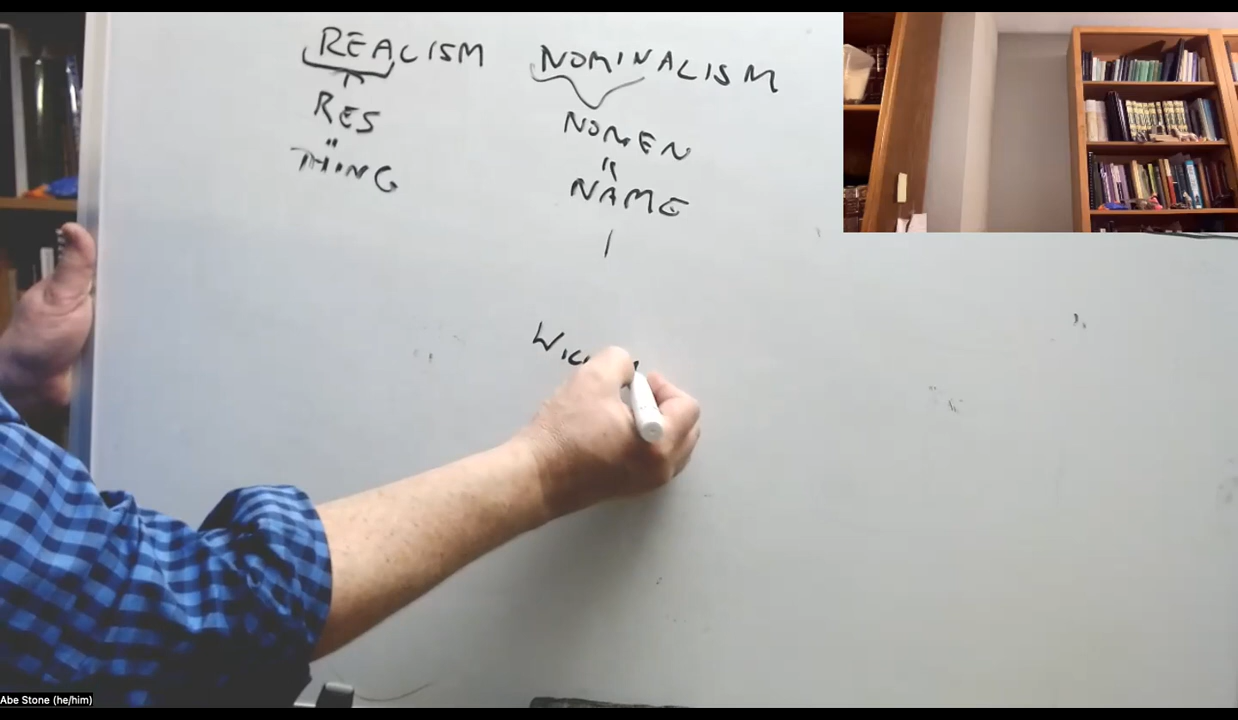 REALISM NOMINALISM
RES
"
THING
NOMEN
"
NAME
Abe Stone (he/him)